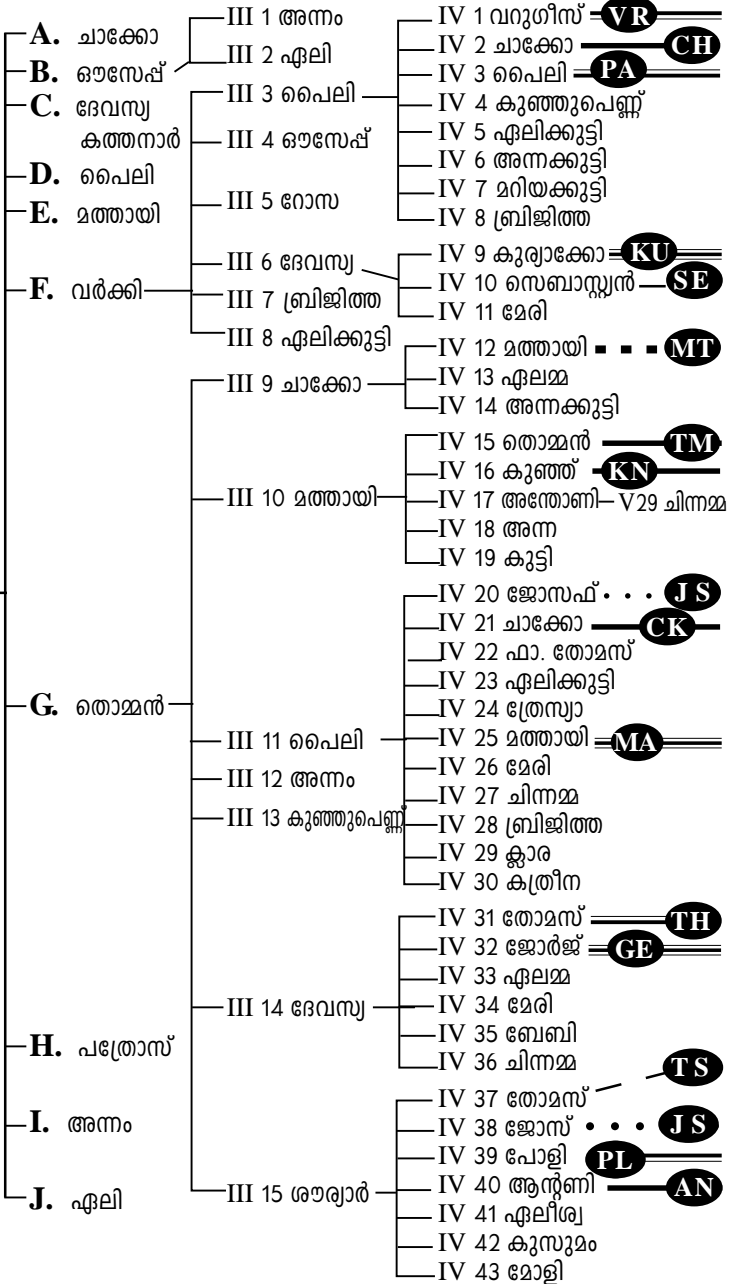 A. ചാക്കോ
B. ഔസേപ്പ്
C. ദേവസ്യ
കത്തനാർ
D. പൈലി
E. മത്തായി
F. വർക്കി
G. തൊമ്മൻ
H. പത്രോസ്
I. അന്നം
J. ഏലി
III 1 അന്നം
III 2 ഏലി
III 3 പൈലി
III 4 ഔസേപ്പ്
III 5 റോസ
III 6 ദേവസ്യ
III 7 ബ്രിജിത്ത
III 8 ഏലിക്കുട്ടി
III 9 ചാക്കോ
III 10 മത്തായി
III 11 പൈലി
III 12 അന്നം
III 13 കുഞ്ഞുപെണ്ണ്
III 14 ദേവസ്യ
III 15 ശൗര്യാർ
IV 1 വറുഗീസ് VR
IV 2 ചാക്കോ CH
IV 3 പൈലി PA
IV 4 കുഞ്ഞുപെണ്ണ്
IV 5 ഏലിക്കുട്ടി
IV 6 അന്നക്കുട്ടി
IV 7 മറിയക്കുട്ടി
IV 8 ബ്രിജിത്ത
IV 9 കുര്യാക്കോ KU
IV 10 സെബാസ്റ്റ്യൻ SE
IV 11 മേരി
IV 12 മത്തായി MT
IV 13 ഏലമ്മ
IV 14 അന്നക്കുട്ടി
IV 15 തൊമ്മൻ TM
IV 16 കുഞ്ഞ് KN
IV 17 അന്തോണി V29 ചിന്നമ്മ
IV 18 അന്ന
IV 19 കുട്ടി
IV 20 ജോസഫ് J S
IV 21 ചാക്കോ CK
IV 22 ഫാ. തോമസ്
IV 23 ഏലിക്കുട്ടി
IV 24 ത്രേസ്യാ
IV 25 മത്തായി MA
IV 26 മേരി
IV 27 ചിന്നമ്മ
IV 28 ബ്രിജിത്ത
IV 29 ക്ലാര
IV 30 കത്രീന
IV 31 തോമസ് TH
IV 32 ജോർജ് GE
IV 33 ഏലമ്മ
IV 34 മേരി
IV 35 ബേബി
IV 36 ചിന്നമ്മ
IV 37 തോമസ് T S
IV 38 ജോസ് J S
IV 39 പോളി PL
IV 40 ആന്റണി AN
IV 41 ഏലീശ്വ
IV 42 കുസുമം
IV 43 മോളി